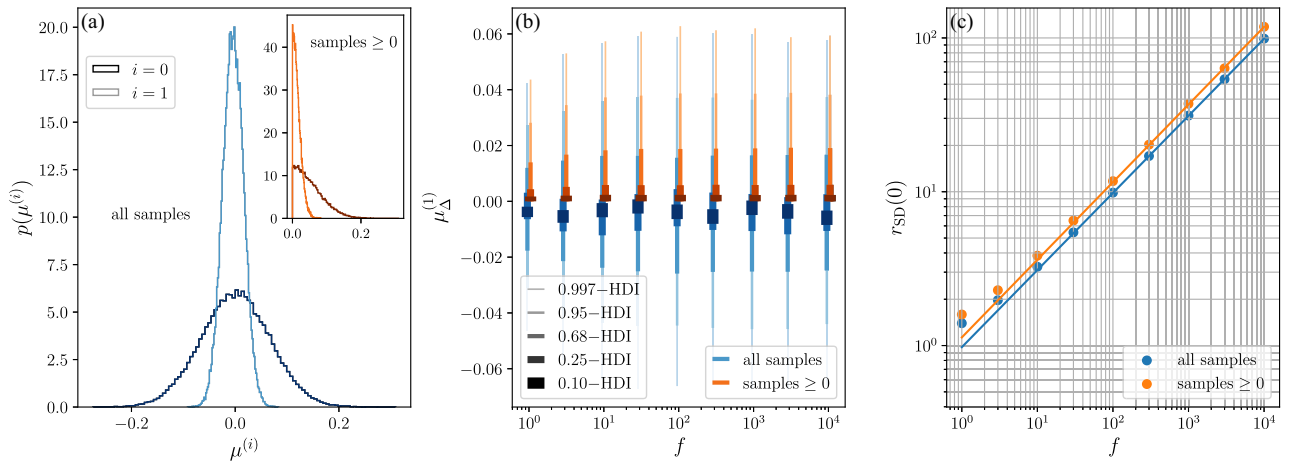 (a)
20.0
17.5
15.0
12.5
10.0
7.5
5.0
2.5
0.0
p(μ^(i))
−0.2
0.0
0.2
μ^(i)
i=0
i=1
all samples
samples ≥ 0
40
30
20
10
0
0.0
0.2
(b)
0.06
0.04
0.02
0.00
−0.02
−0.04
−0.06
μ_Δ^(1)
10^0
10^1
10^2
10^3
10^4
f
0.997−HDI
0.95−HDI
0.68−HDI
0.25−HDI
0.10−HDI
all samples
samples ≥ 0
(c)
10^2
10^1
10^0
r_SD(0)
10^0
10^1
10^2
10^3
10^4
f
all samples
samples ≥ 0